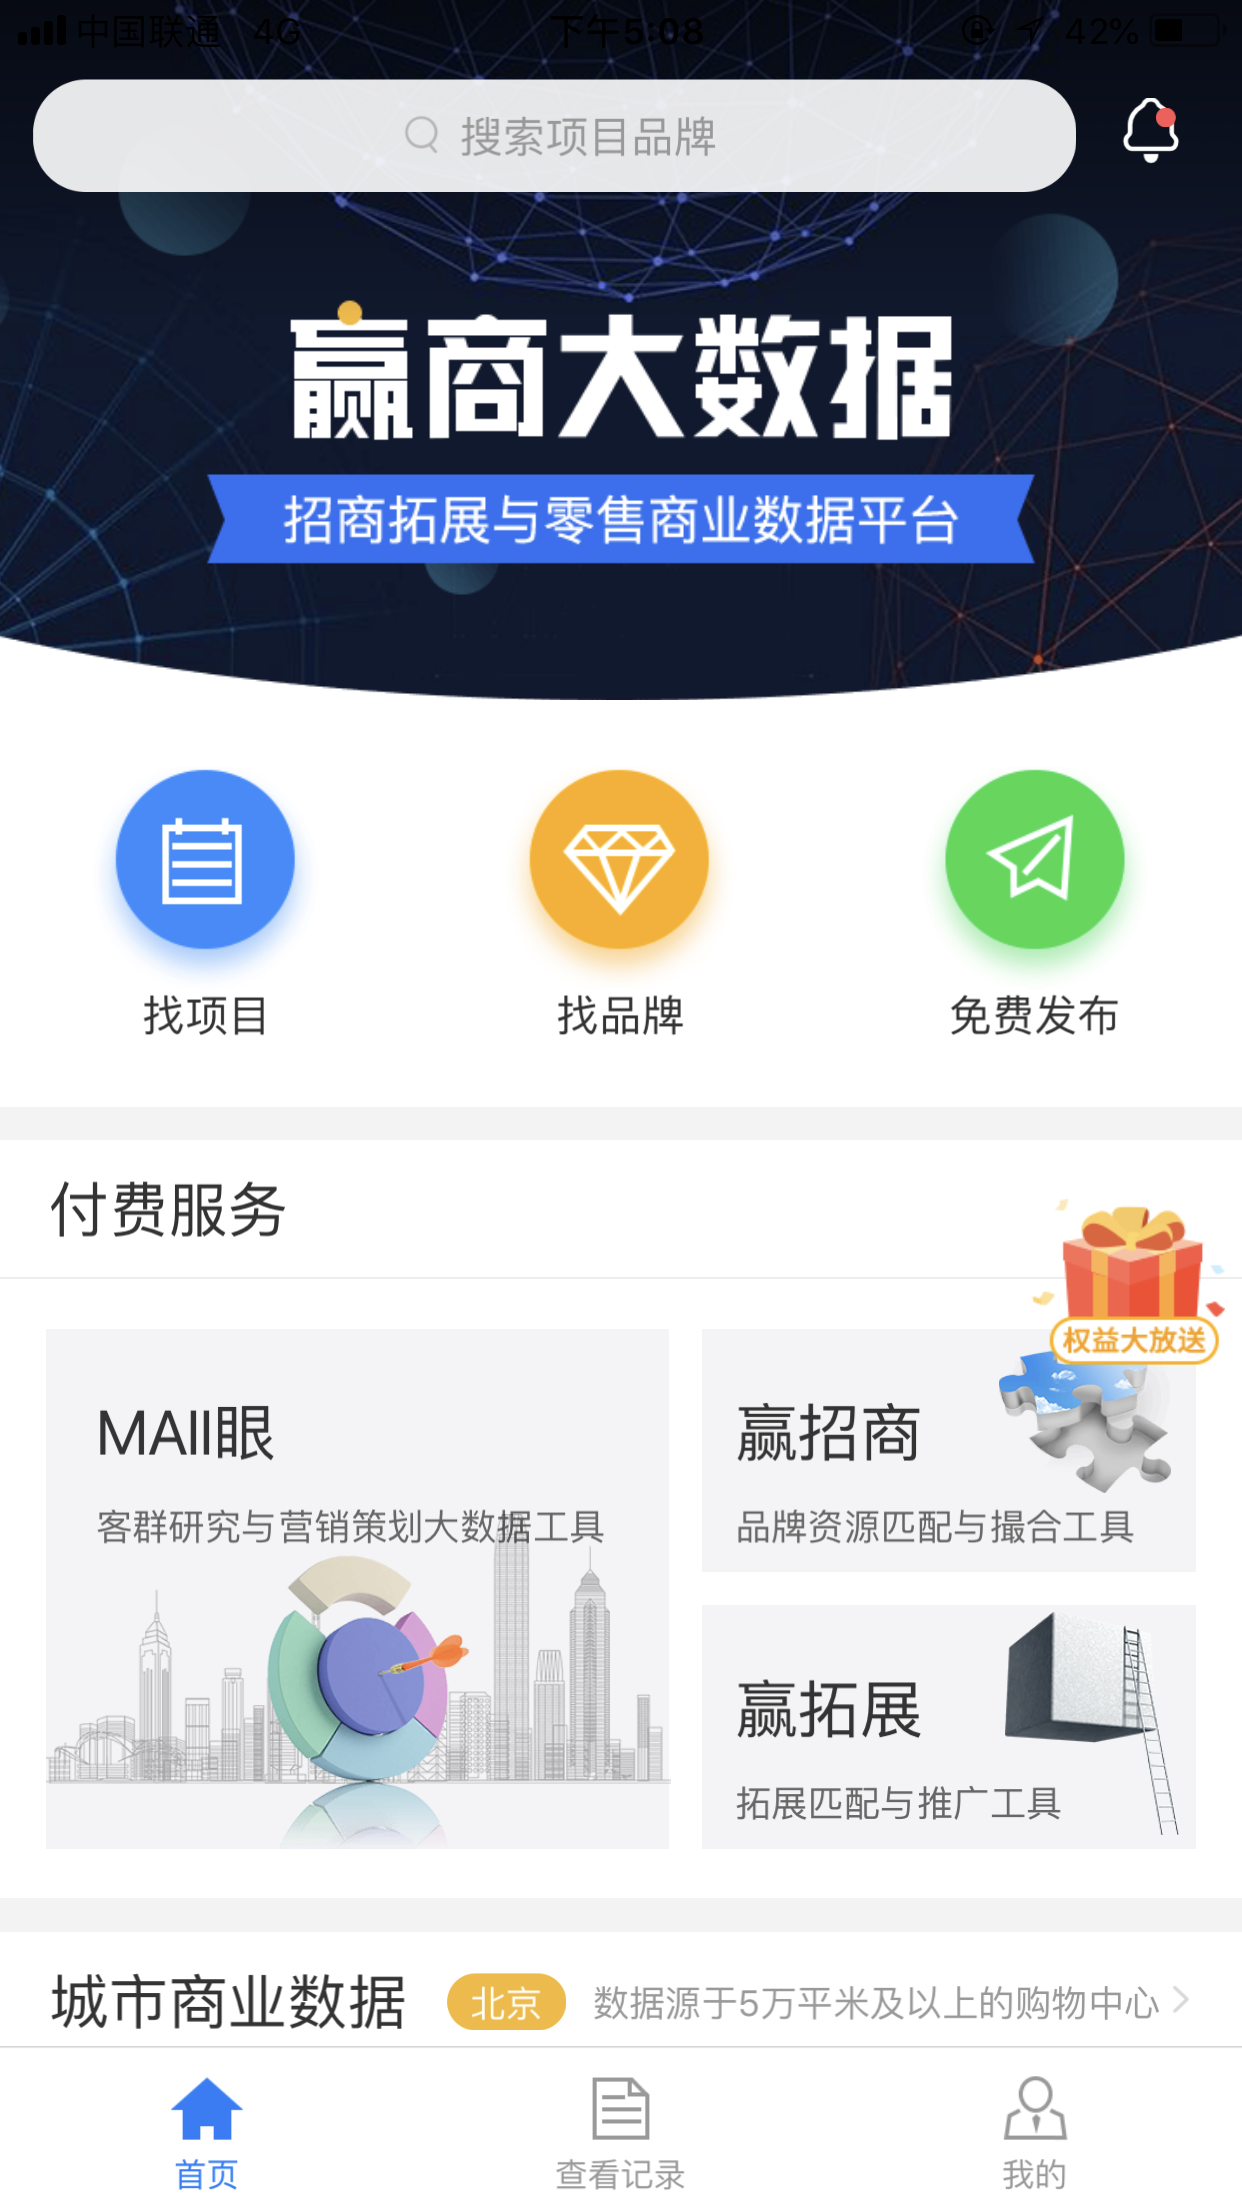 中国联通 4G 下午5:08 42%
搜索项目品牌
赢商大数据
招商拓展与零售商业数据平台
找项目 找品牌 免费发布
付费服务
权益大放送
MAll眼
客群研究与营销策划大数据工具
赢招商
品牌资源匹配与撮合工具
赢拓展
拓展匹配与推广工具
城市商业数据 北京 数据源于5万平米及以上的购物中心
首页 查看记录 我的